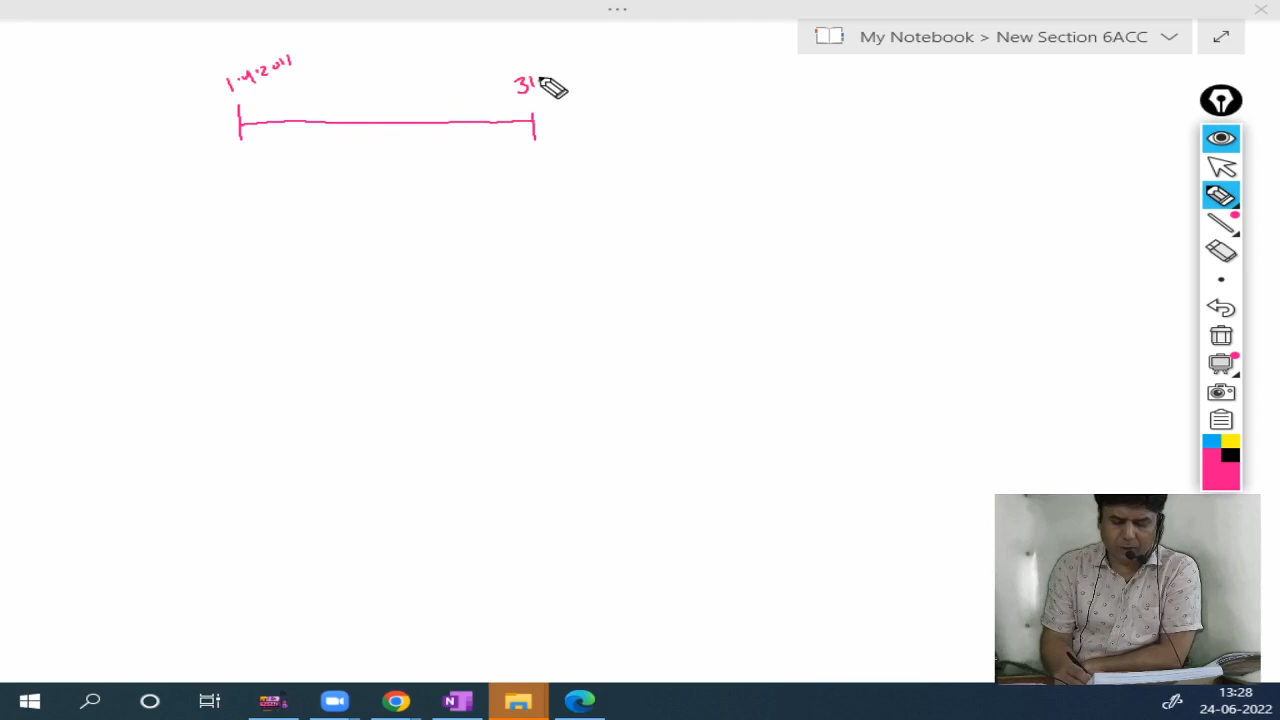 ...
My Notebook > New Section 6ACC
1.4.2011
31
N
13:28
24-06-2022